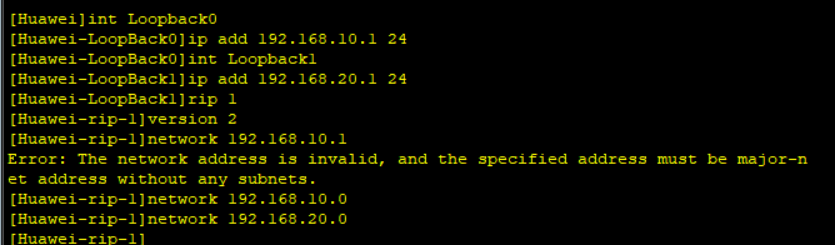 [Huawei]int Loopback0
[Huawei-LoopBack0]ip add 192.168.10.1 24
[Huawei-LoopBack0]int Loopback1
[Huawei-LoopBack1]ip add 192.168.20.1 24
[Huawei-LoopBack1]rip 1
[Huawei-rip-1]version 2
[Huawei-rip-1]network 192.168.10.1
Error: The network address is invalid, and the specified address must be major-n
et address without any subnets.
[Huawei-rip-1]network 192.168.10.0
[Huawei-rip-1]network 192.168.20.0
[Huawei-rip-1]